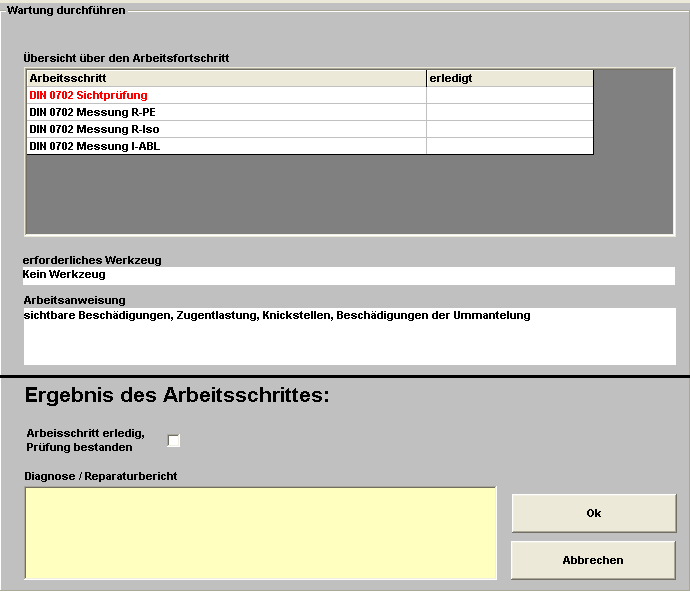 Wartung durchführen
Übersicht über den Arbeitsfortschritt
Arbeitsschritt erledigt
DIN 0702 Sichtprüfung
DIN 0702 Messung R-PE
DIN 0702 Messung R-Iso
DIN 0702 Messung I-ABL
erforderliches Werkzeug
Kein Werkzeug
Arbeitsanweisung
sichtbare Beschädigungen, Zugentlastung, Knickstellen, Beschädigungen der Ummantelung
Ergebnis des Arbeitsschrittes:
Arbeisschritt erledig,
Prüfung bestanden
Diagnose / Reparaturbericht
Ok
Abbrechen